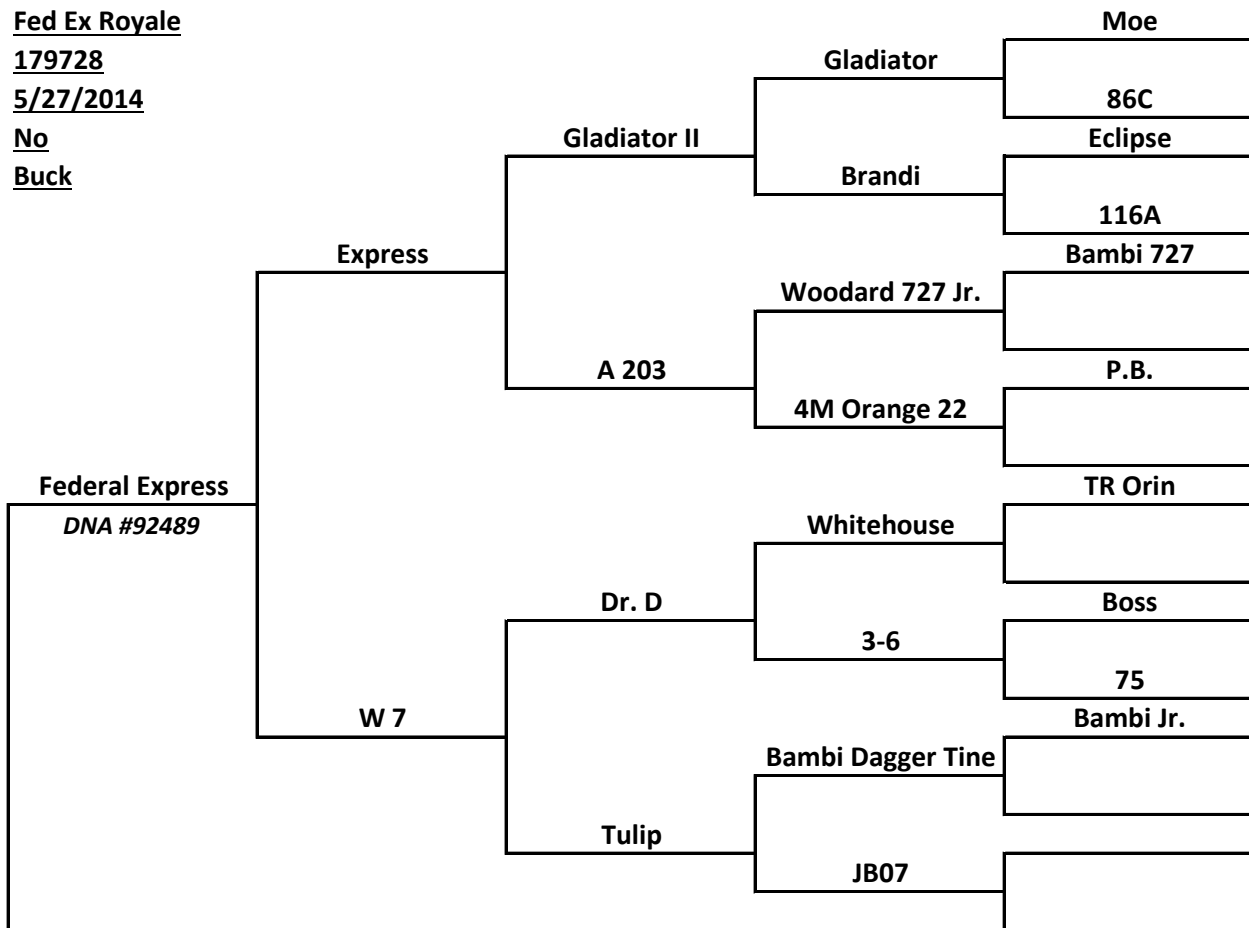 Fed Ex Royale
179728
5/27/2014
No
Buck
Moe
Gladiator
86C
Gladiator II
Eclipse
Brandi
116A
Express
Bambi 727
Woodard 727 Jr.
A 203
P.B.
4M Orange 22
Federal Express
DNA #92489
TR Orin
Whitehouse
Dr. D
Boss
3-6
75
W 7
Bambi Jr.
Bambi Dagger Tine
Tulip
JB07